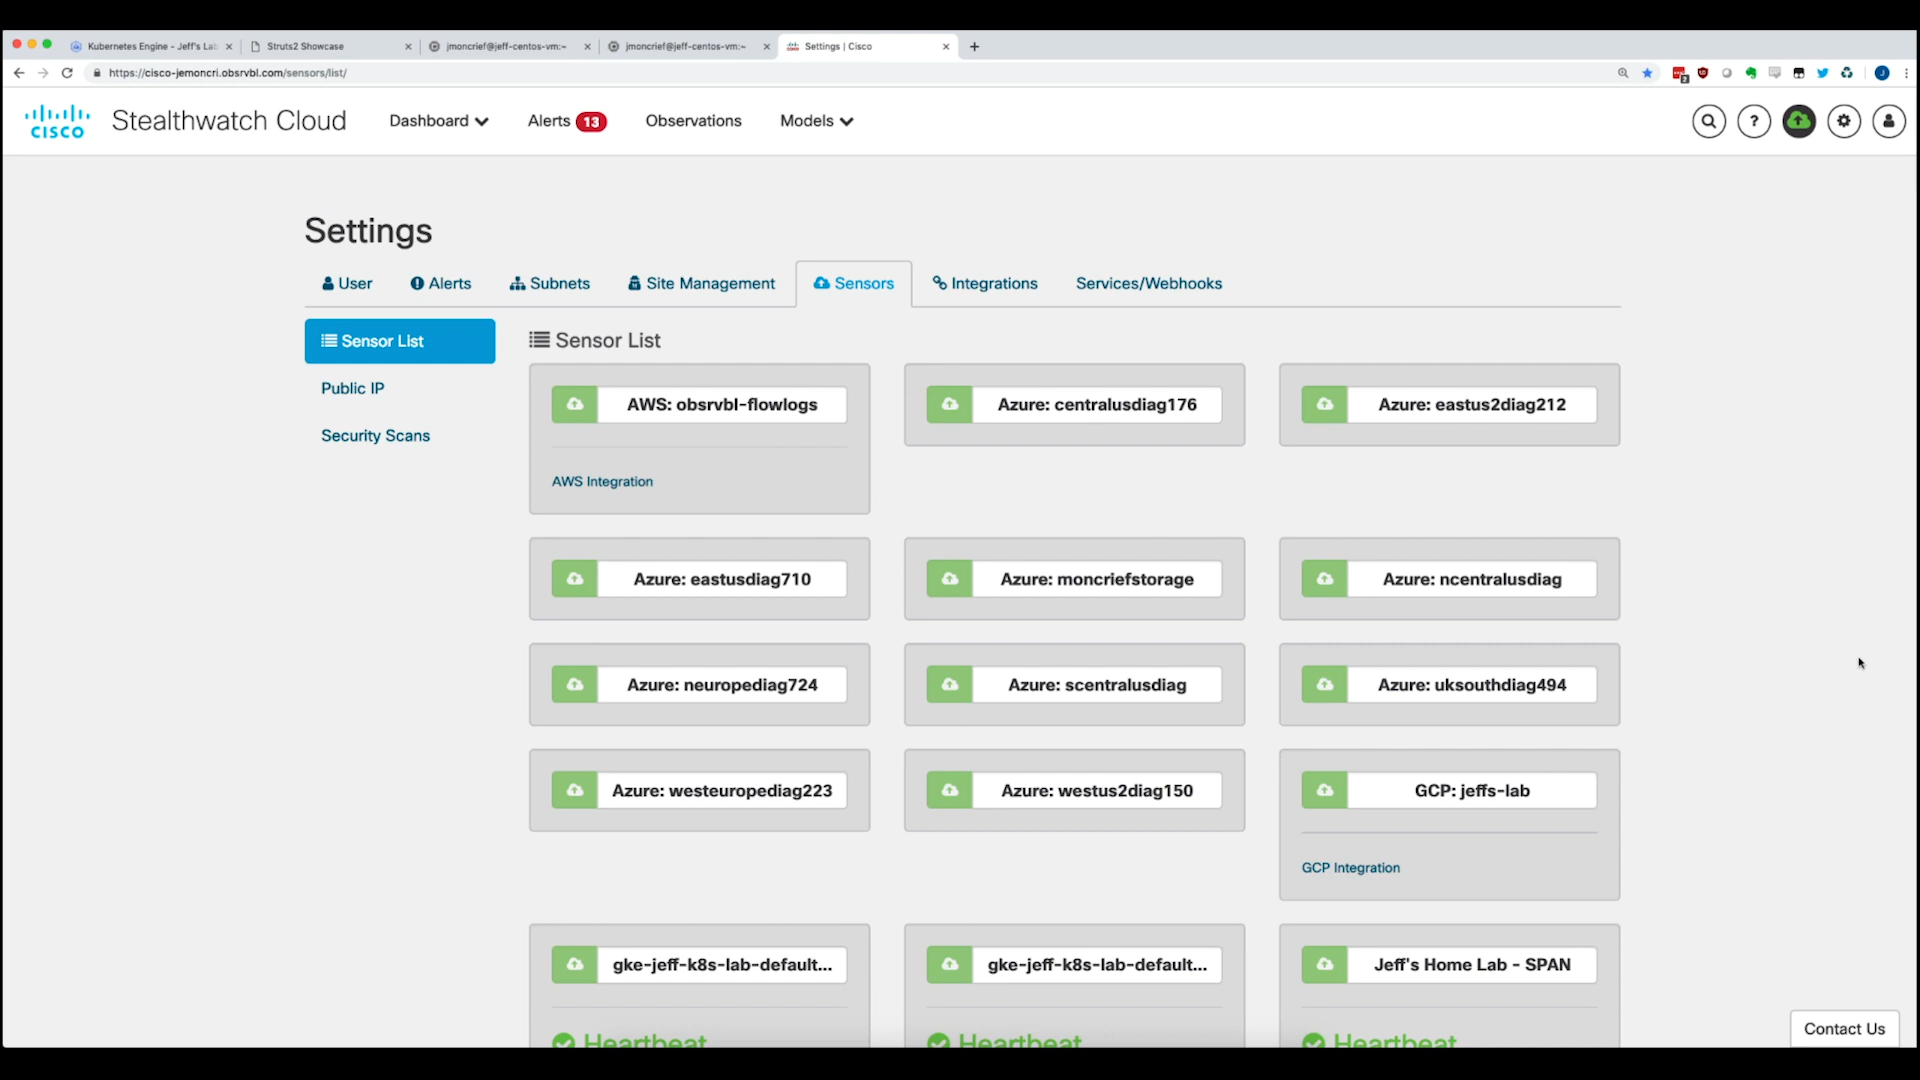 Kubernetes Engine - Jeff's Lab
Struts2 Showcase
jmoncrief@jeff-centos-vm:~
jmoncrief@jeff-centos-vm:~
Settings | Cisco
https://cisco-jemoncri.obsrvbl.com/sensors/list/
CISCO
Stealthwatch Cloud
Dashboard
Alerts 13
Observations
Models
Settings
User
Alerts
Subnets
Site Management
Sensors
Integrations
Services/Webhooks
Sensor List
Public IP
Security Scans
Sensor List
AWS: obsrvbl-flowlogs
AWS Integration
Azure: centralusdiag176
Azure: eastus2diag212
Azure: eastusdiag710
Azure: moncriefstorage
Azure: ncentralusdiag
Azure: neuropediag724
Azure: scentralusdiag
Azure: uksouthdiag494
Azure: westeuropediag223
Azure: westus2diag150
GCP: jeffs-lab
GCP Integration
gke-jeff-k8s-lab-default...
gke-jeff-k8s-lab-default...
Jeff's Home Lab - SPAN
Heartbeat
Heartbeat
Heartbeat
Contact Us